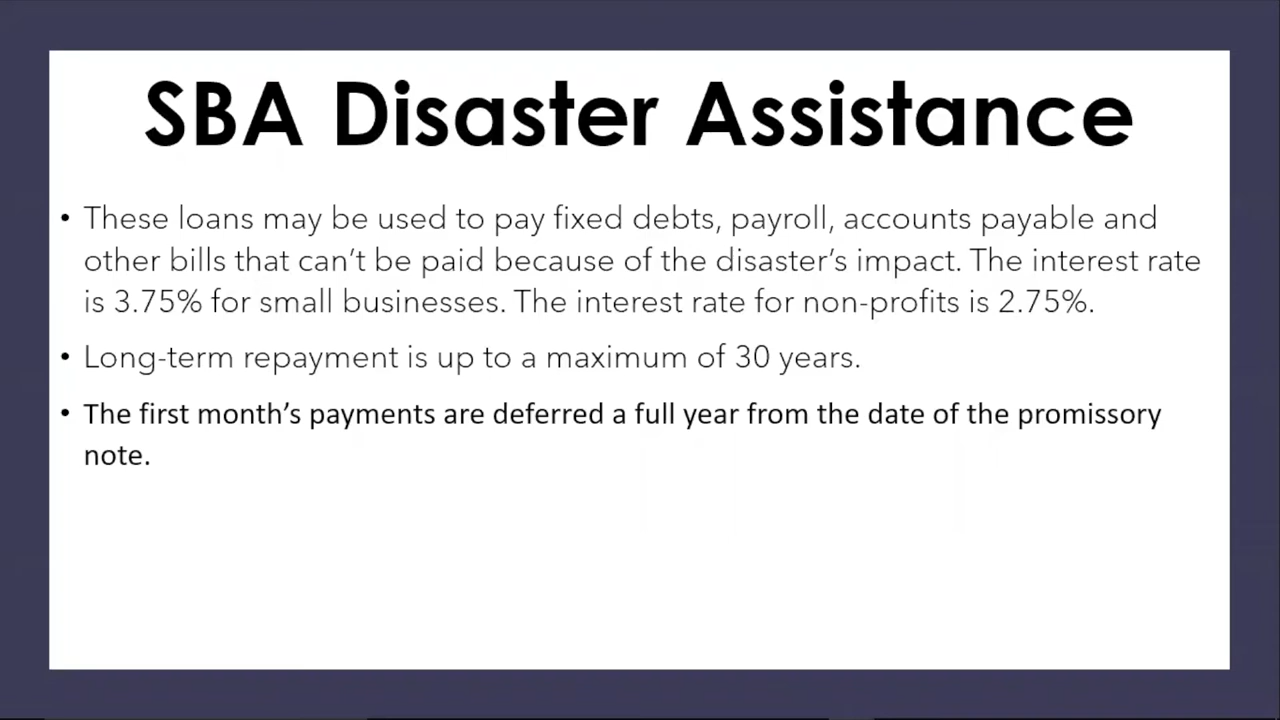 SBA Disaster Assistance
• These loans may be used to pay fixed debts, payroll, accounts payable and
other bills that can’t be paid because of the disaster’s impact. The interest rate
is 3.75% for small businesses. The interest rate for non-profits is 2.75%.
• Long-term repayment is up to a maximum of 30 years.
• The first month’s payments are deferred a full year from the date of the promissory
note.